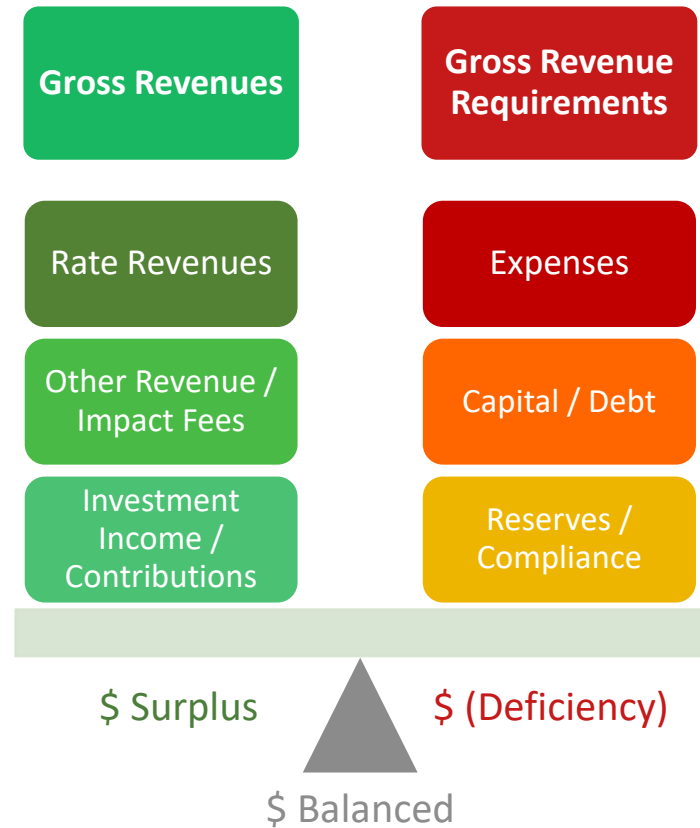 Gross Revenues
Gross Revenue
Requirements
Rate Revenues
Expenses
Other Revenue /
Impact Fees
Capital / Debt
Investment
Income /
Contributions
Reserves /
Compliance
$ Surplus
$ (Deficiency)
$ Balanced